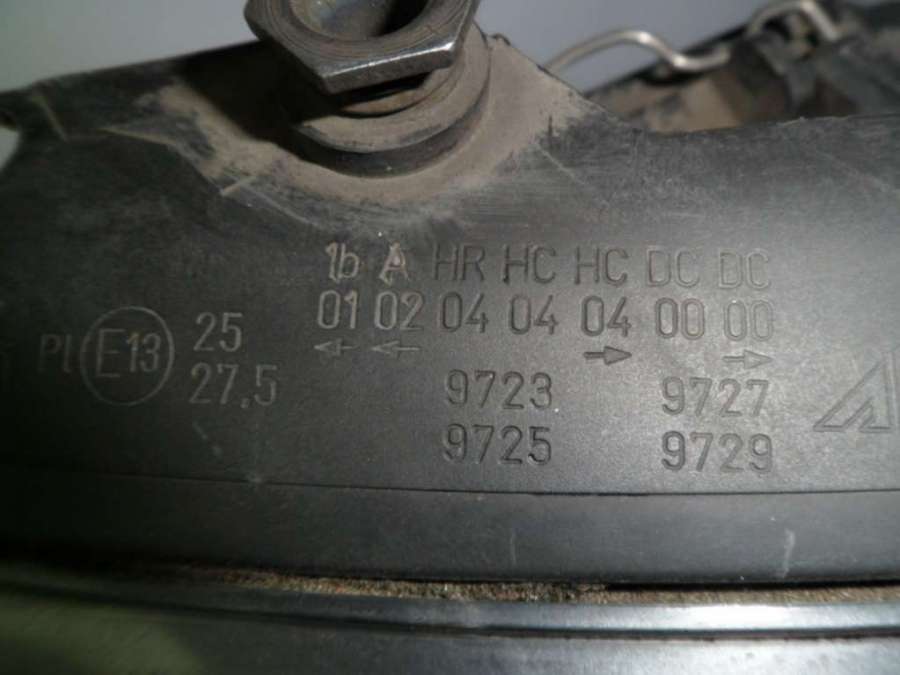 1b A HR HC HC DC DC
01 02 04 04 04 00 00
← ← → →
PL E13 25
27,5
9723 9727
9725 9729